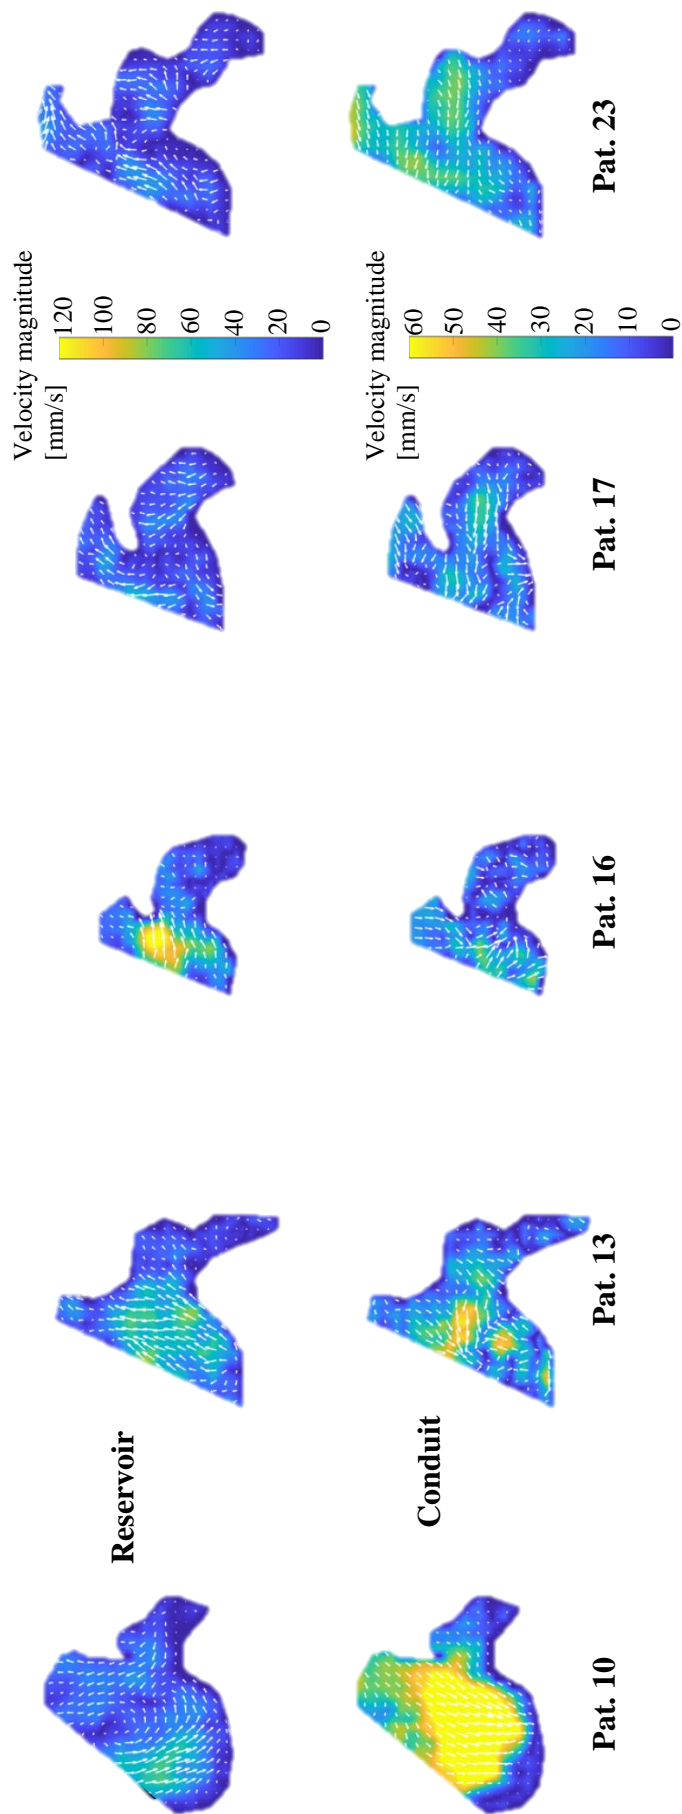 Reservoir
Velocity magnitude
[mm/s]
120
100
80
60
40
20
0
Conduit
Velocity magnitude
[mm/s]
60
50
40
30
20
10
0
Pat. 10
Pat. 13
Pat. 16
Pat. 17
Pat. 23